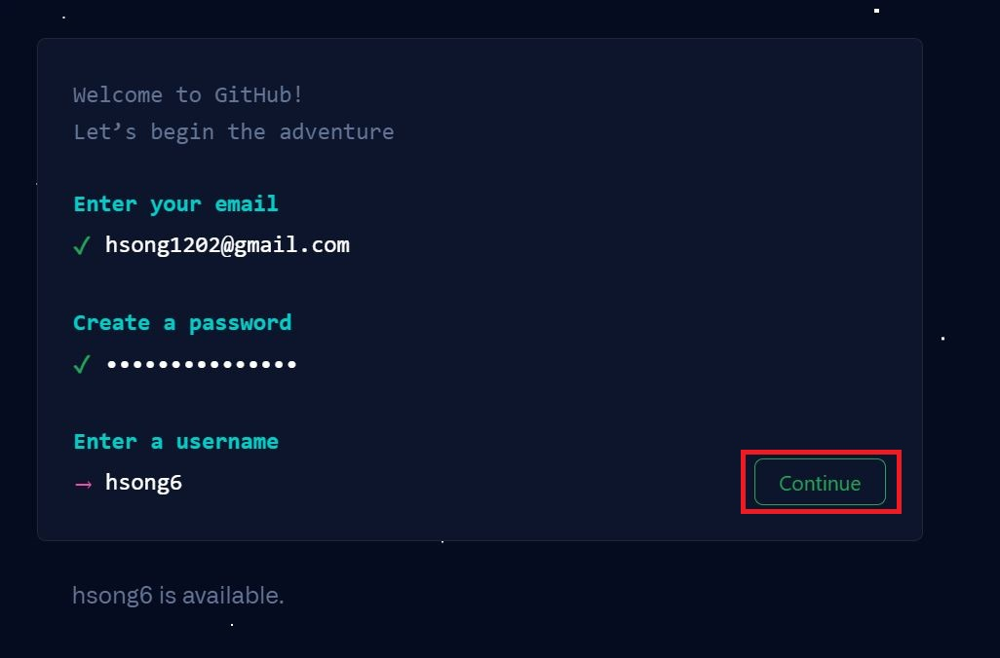 Welcome to GitHub!
Let’s begin the adventure
Enter your email
✓ hsong1202@gmail.com
Create a password
✓ •••••••••••••••
Enter a username
→ hsong6
Continue
hsong6 is available.